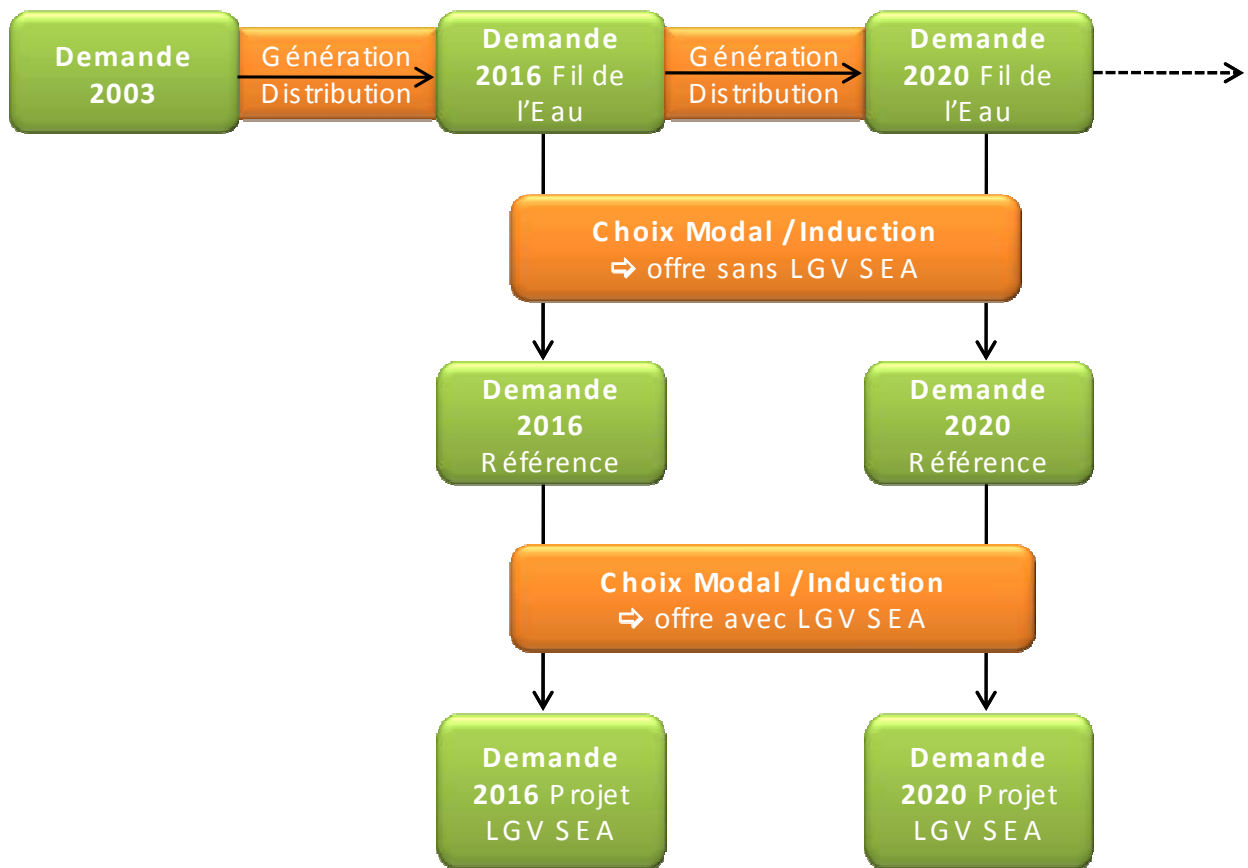 Demande
2003
Génération
Distribution
Demande
2016 Fil de
l'Eau
Génération
Distribution
Demande
2020 Fil de
l'Eau
Choix Modal /Induction
⇨ offre sans LGV SEA
Demande
2016
Référence
Demande
2020
Référence
Choix Modal /Induction
⇨ offre avec LGV SEA
Demande
2016 Projet
LGV SEA
Demande
2020 Projet
LGV SEA